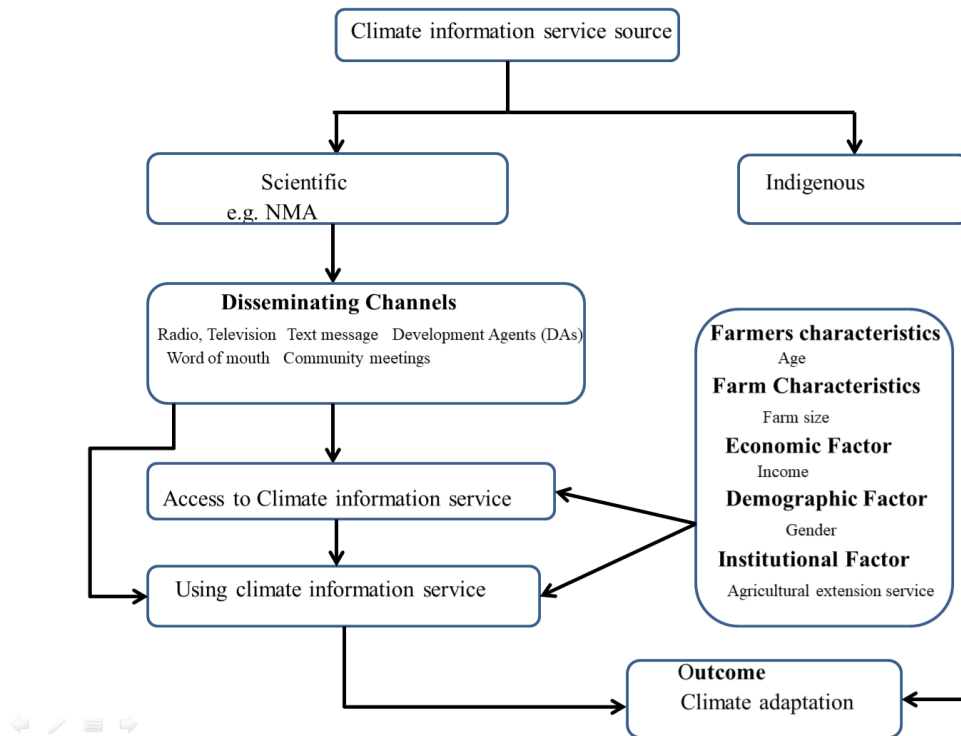 Climate information service source
Scientific
e.g. NMA
Indigenous
Disseminating Channels
Radio, Television Text message Development Agents (DAs)
Word of mouth Community meetings
Access to Climate information service
Using climate information service
Farmers characteristics
Age
Farm Characteristics
Farm size
Economic Factor
Income
Demographic Factor
Gender
Institutional Factor
Agricultural extension service
Outcome
Climate adaptation